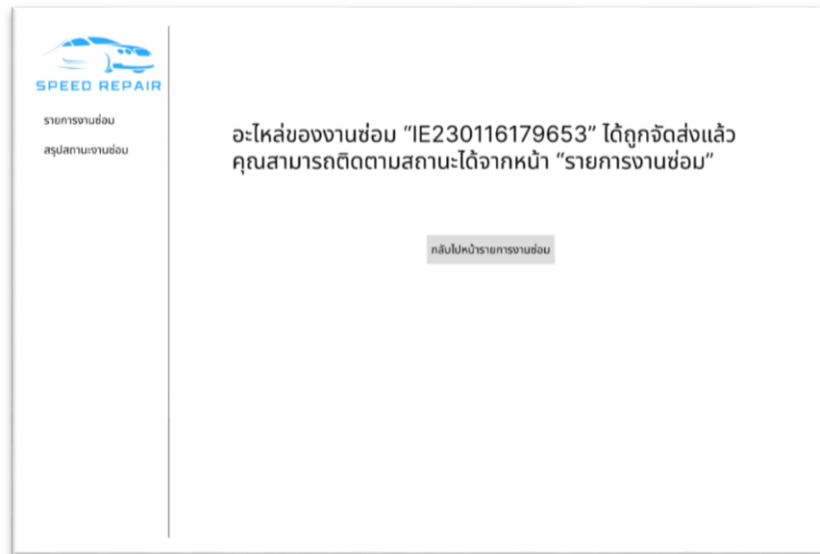 SPEED REPAIR
รายการงานซ่อม
สรุปสถานะงานซ่อม
อะไหล่ของงานซ่อม “IE230116179653” ได้ถูกจัดส่งแล้ว
คุณสามารถติดตามสถานะได้จากหน้า “รายการงานซ่อม”
กลับไปหน้ารายการงานซ่อม